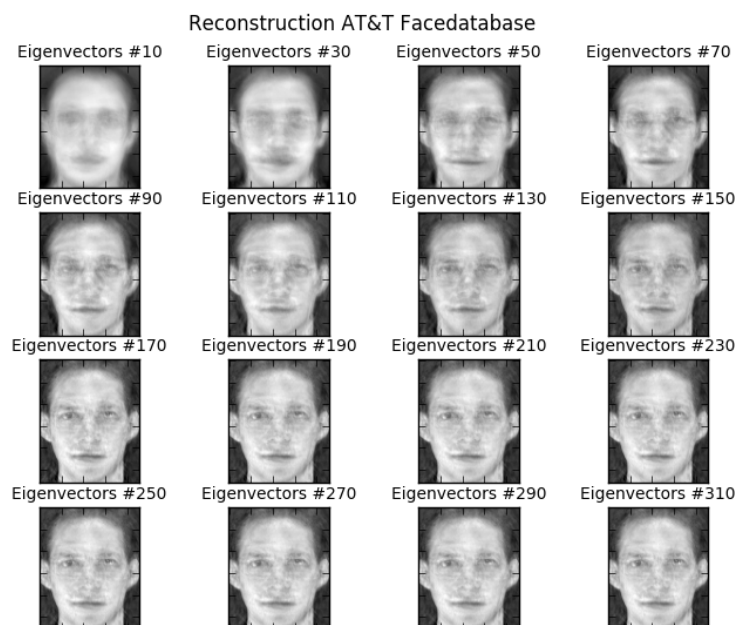 Reconstruction AT&T Facedatabase
Eigenvectors #10
Eigenvectors #30
Eigenvectors #50
Eigenvectors #70
Eigenvectors #90
Eigenvectors #110
Eigenvectors #130
Eigenvectors #150
Eigenvectors #170
Eigenvectors #190
Eigenvectors #210
Eigenvectors #230
Eigenvectors #250
Eigenvectors #270
Eigenvectors #290
Eigenvectors #310